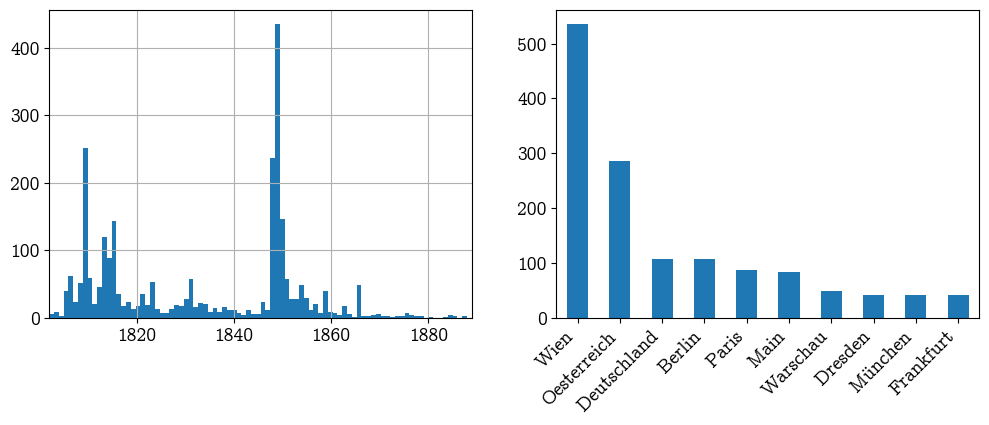 400
300
200
100
0
1820 1840 1860 1880
500
400
300
200
100
0
Wien
Oesterreich
Deutschland
Berlin
Paris
Main
Warschau
Dresden
München
Frankfurt